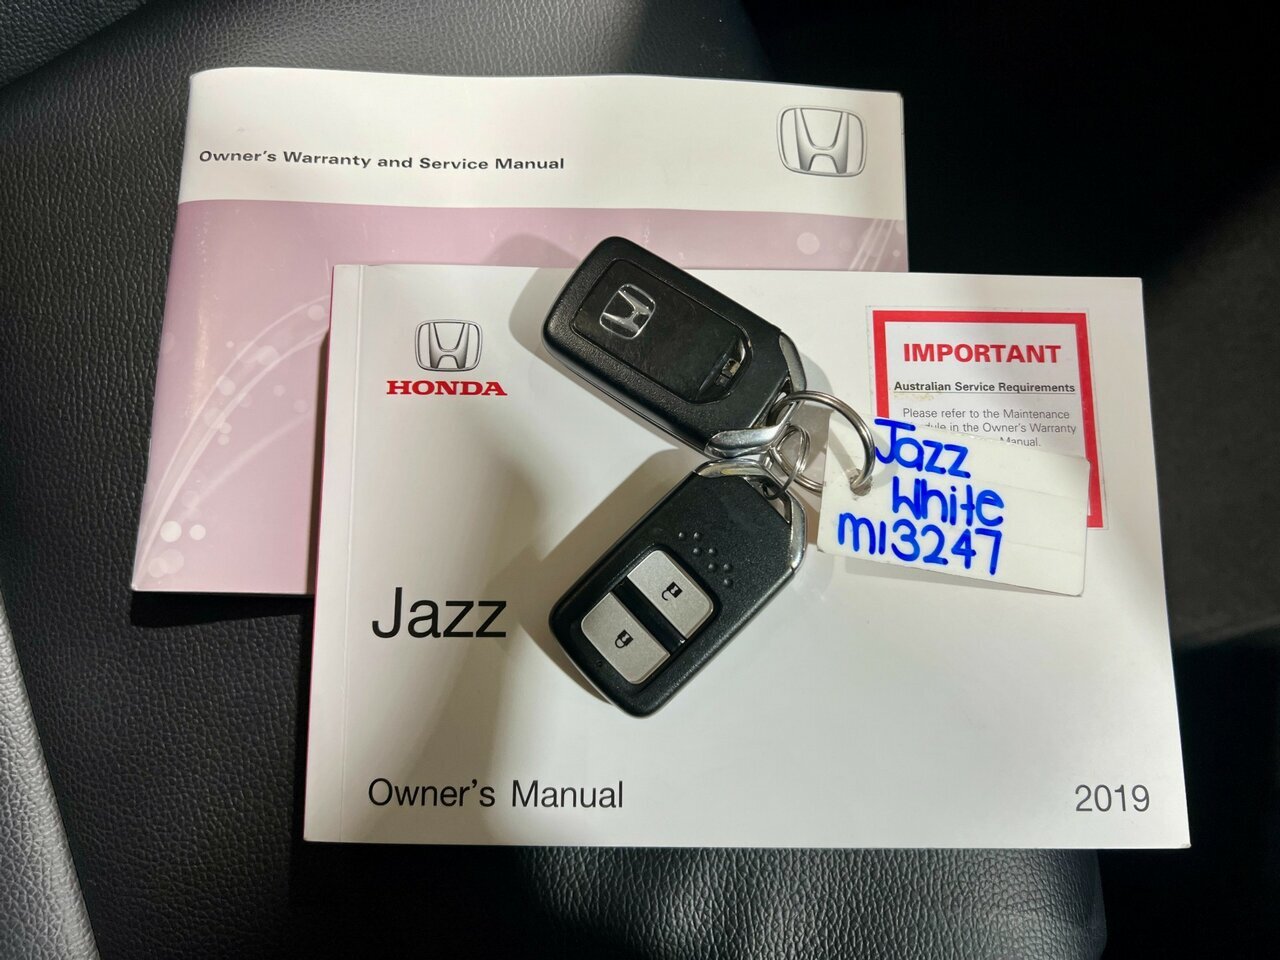 Owner's Warranty and Service Manual
HONDA
IMPORTANT
Australian Service Requirements
Please refer to the Maintenance
in the Owner's Warranty
Manual.
Jazz
White
M13247
Jazz
Owner's Manual
2019